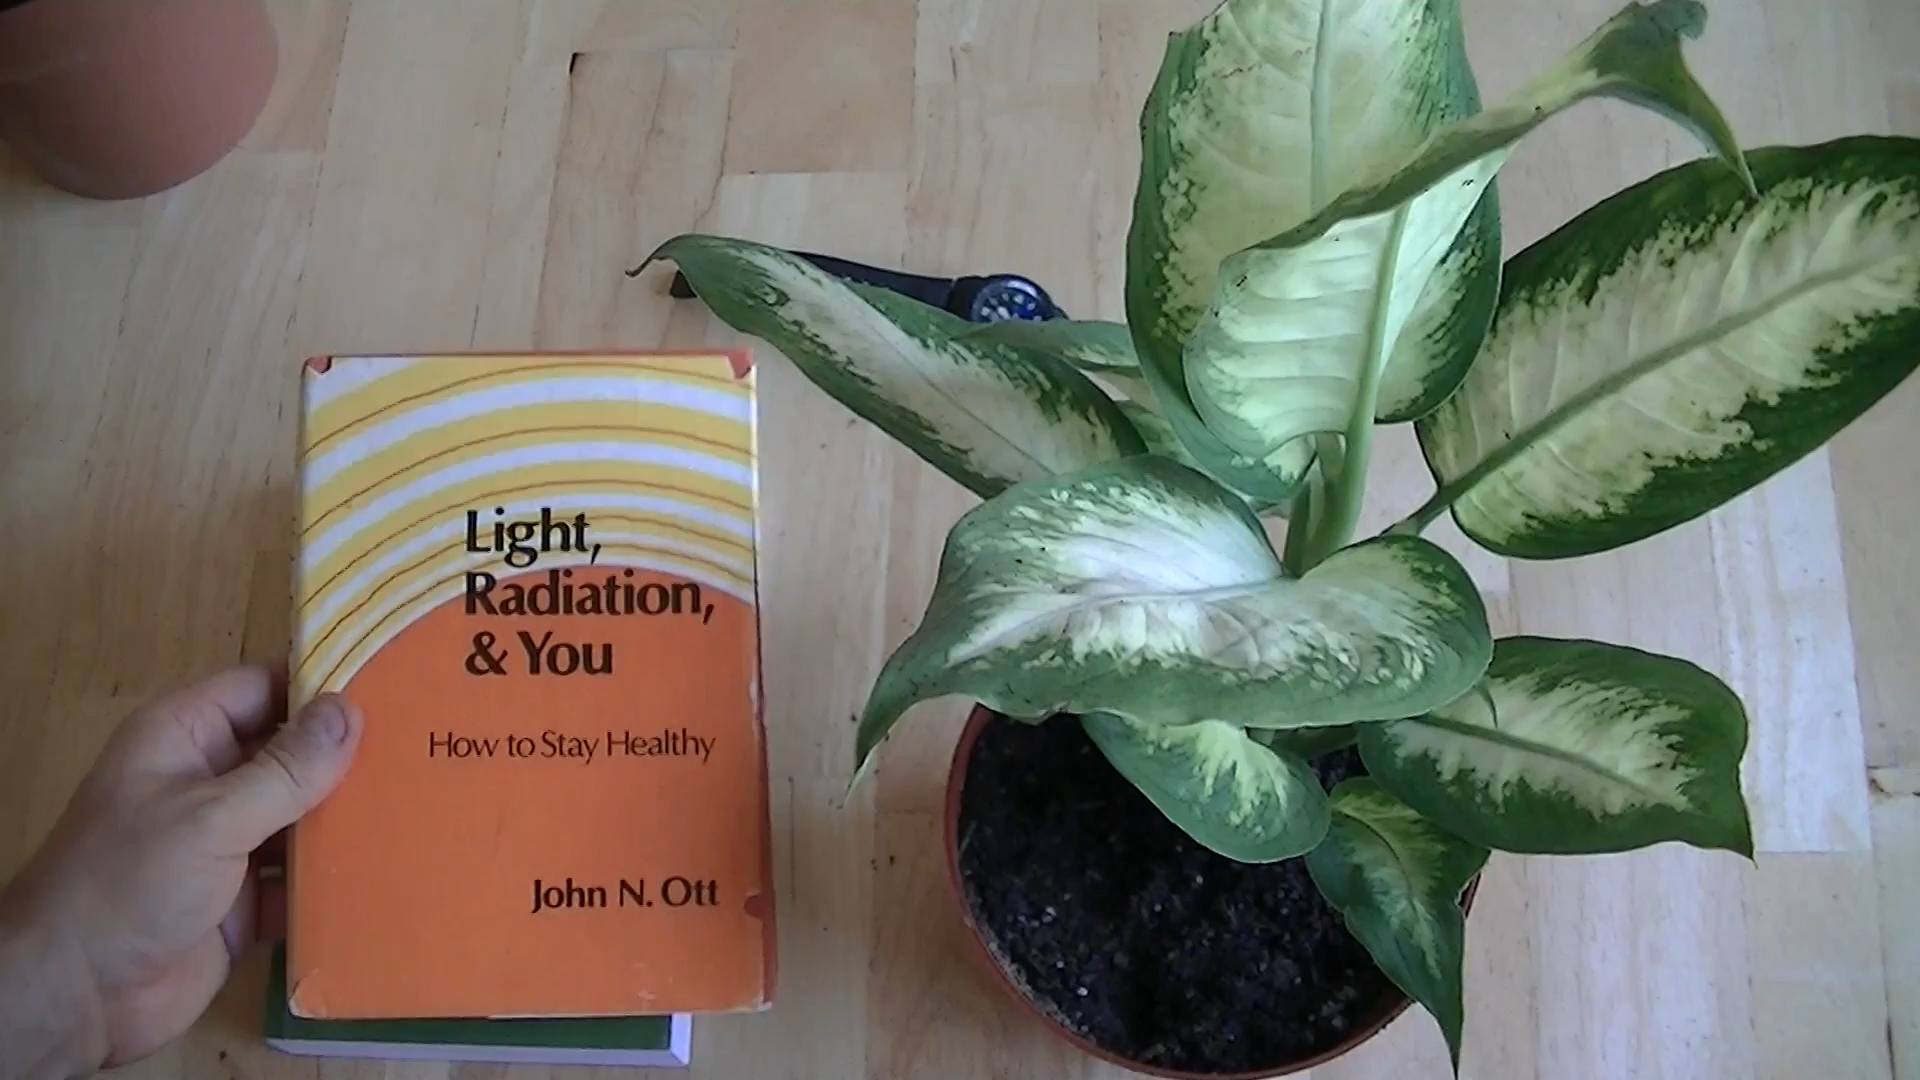 Light,
Radiation,
& You
How to Stay Healthy
John N. Ott